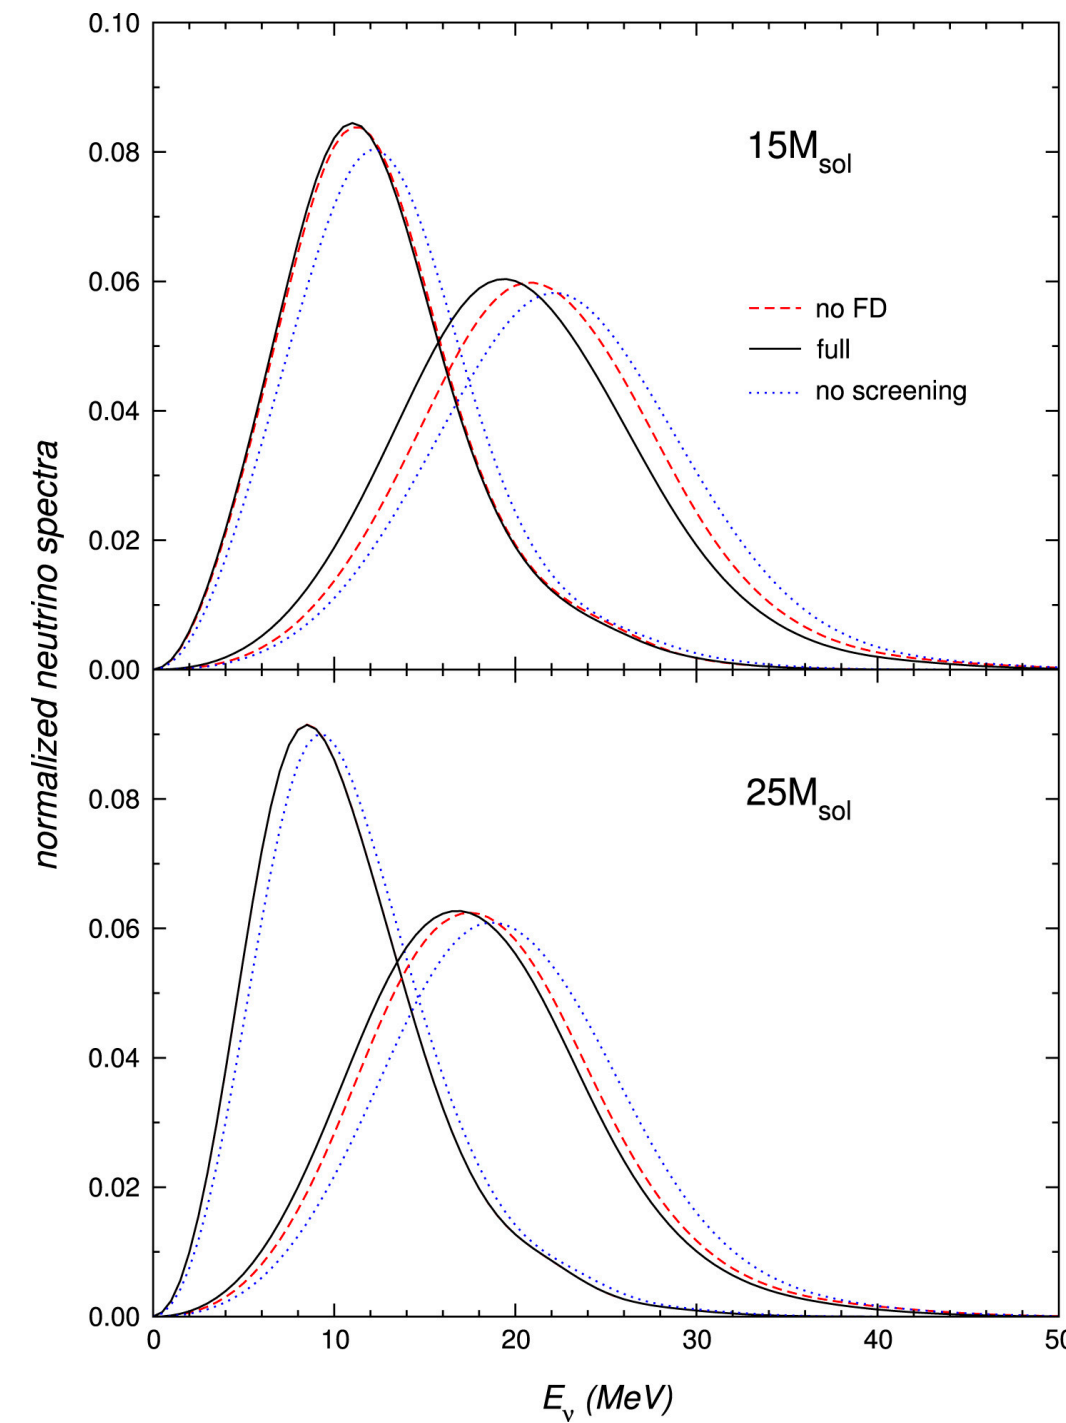 0.10
0.08
0.06
0.04
0.02
0.00
15M_sol
no FD
full
no screening
normalized neutrino spectra
0.08
0.06
0.04
0.02
0.00
25M_sol
0 10 20 30 40 50
E_ν (MeV)